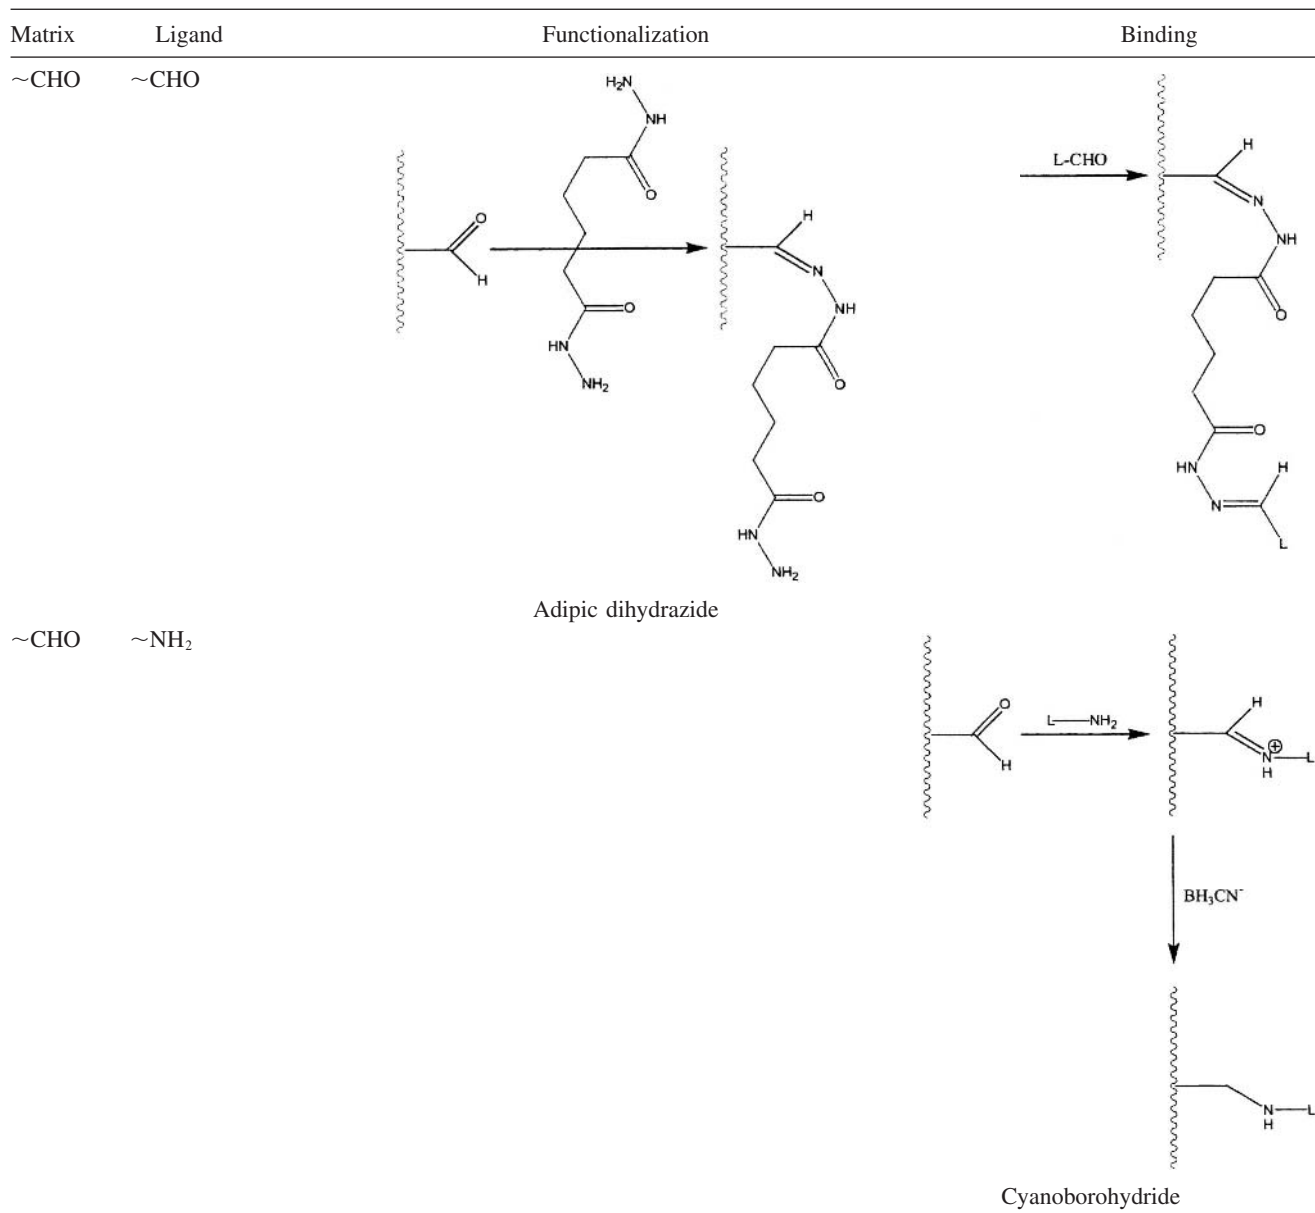 Matrix Ligand Functionalization Binding
~CHO ~CHO
H₂N
NH
O
O
H
O
HN
NH₂
H
N
NH
O
O
HN
NH₂
L-CHO
H
N
NH
O
O
HN
H
N
L
Adipic dihydrazide
~CHO ~NH₂
O
H
L—NH₂
H
⊕
N
H
L
BH₃CN⁻
N
H
L
Cyanoborohydride